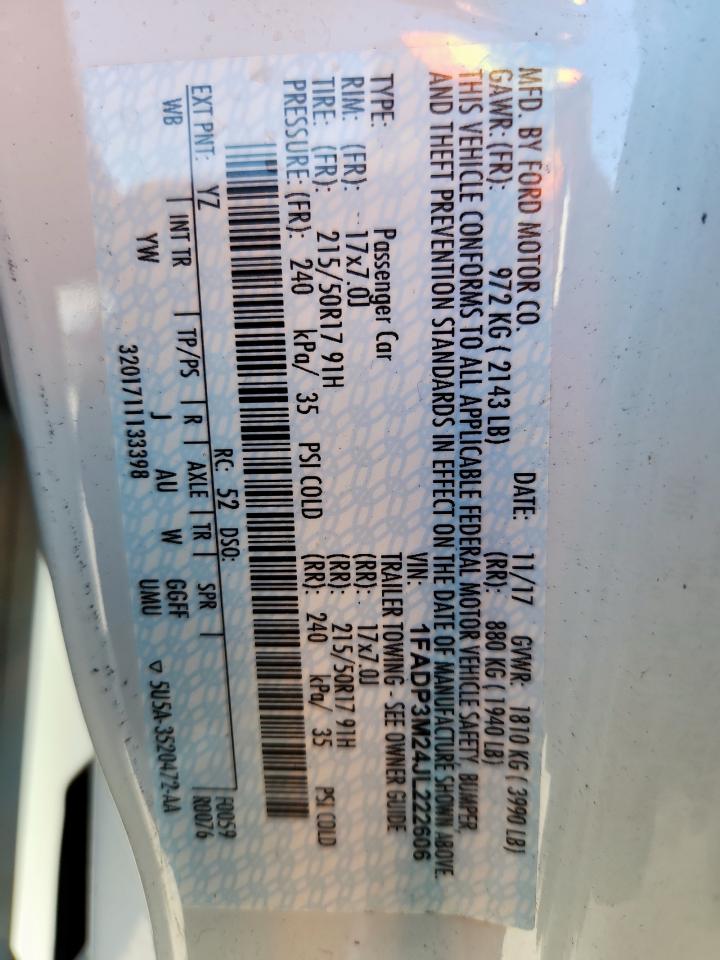 MFD. BY FORD MOTOR CO. DATE: 11/17 GVWR: 1810 KG ( 3990 LB)
GAWR: (FR): 972 KG ( 2143 LB) (RR): 880 KG ( 1940 LB)
THIS VEHICLE CONFORMS TO ALL APPLICABLE FEDERAL MOTOR VEHICLE SAFETY, BUMPER,
AND THEFT PREVENTION STANDARDS IN EFFECT ON THE DATE OF MANUFACTURE SHOWN ABOVE.
VIN: 1FADP3M24JL222606
TYPE: Passenger Car TRAILER TOWING - SEE OWNER GUIDE
RIM: (FR): 17x7.0J (RR): 17x7.0J
TIRE: (FR): 215/50R17 91H (RR): 215/50R17 91H
PRESSURE: (FR): 240 kPa/ 35 PSI COLD (RR): 240 kPa/ 35 PSI COLD
RC: 52 DSO: F0059
EXT PNT: YZ R0076
WB | INT TR | TP/PS | R | AXLE | TR | SPR |
YW J AU W GGFF
3201711133398 UMU ▽ 5U5A-3520472-AA